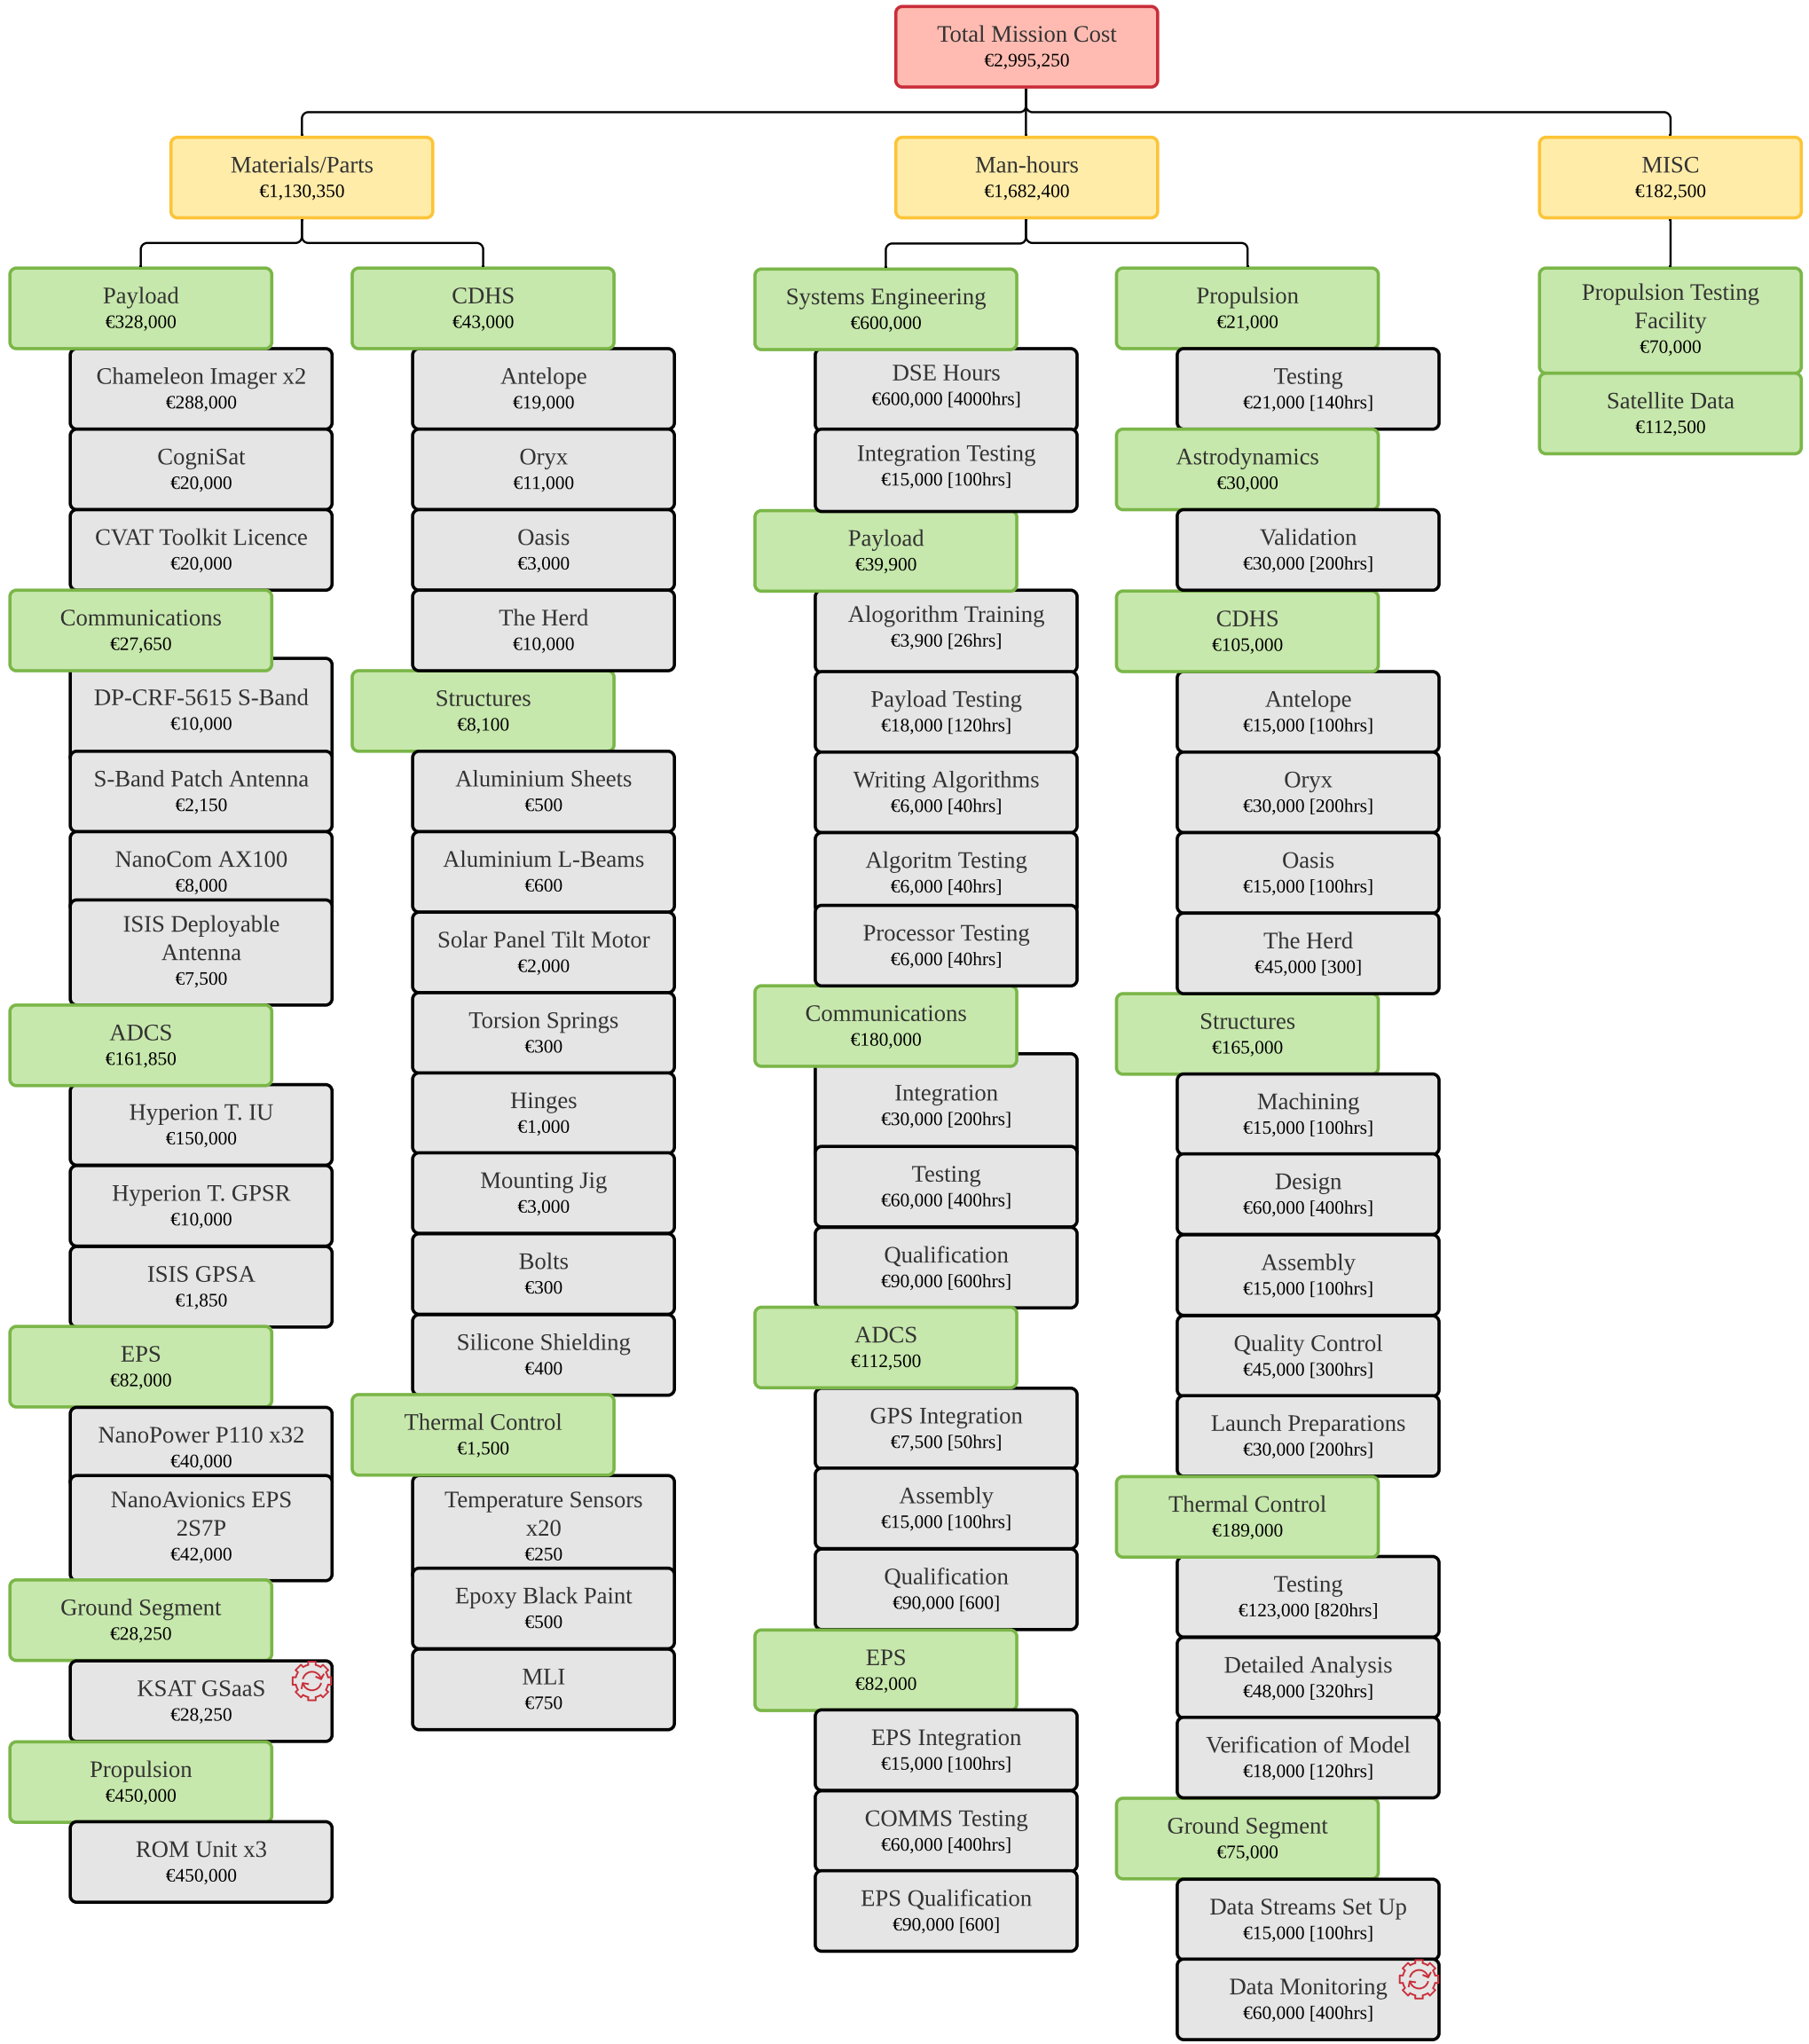 Total Mission Cost
€2,995,250
Materials/Parts
€1,130,350
Man-hours
€1,682,400
MISC
€182,500
Payload
€328,000
Chameleon Imager x2
€288,000
CogniSat
€20,000
CVAT Toolkit Licence
€20,000
Communications
€27,650
DP-CRF-5615 S-Band
€10,000
S-Band Patch Antenna
€2,150
NanoCom AX100
€8,000
ISIS Deployable
Antenna
€7,500
ADCS
€161,850
Hyperion T. IU
€150,000
Hyperion T. GPSR
€10,000
ISIS GPSA
€1,850
EPS
€82,000
NanoPower P110 x32
€40,000
NanoAvionics EPS
2S7P
€42,000
Ground Segment
€28,250
KSAT GSaaS
€28,250
Propulsion
€450,000
ROM Unit x3
€450,000
CDHS
€43,000
Antelope
€19,000
Oryx
€11,000
Oasis
€3,000
The Herd
€10,000
Structures
€8,100
Aluminium Sheets
€500
Aluminium L-Beams
€600
Solar Panel Tilt Motor
€2,000
Torsion Springs
€300
Hinges
€1,000
Mounting Jig
€3,000
Bolts
€300
Silicone Shielding
€400
Thermal Control
€1,500
Temperature Sensors
x20
€250
Epoxy Black Paint
€500
MLI
€750
Systems Engineering
€600,000
DSE Hours
€600,000 [4000hrs]
Integration Testing
€15,000 [100hrs]
Payload
€39,900
Alogorithm Training
€3,900 [26hrs]
Payload Testing
€18,000 [120hrs]
Writing Algorithms
€6,000 [40hrs]
Algoritm Testing
€6,000 [40hrs]
Processor Testing
€6,000 [40hrs]
Communications
€180,000
Integration
€30,000 [200hrs]
Testing
€60,000 [400hrs]
Qualification
€90,000 [600hrs]
ADCS
€112,500
GPS Integration
€7,500 [50hrs]
Assembly
€15,000 [100hrs]
Qualification
€90,000 [600]
EPS
€82,000
EPS Integration
€15,000 [100hrs]
COMMS Testing
€60,000 [400hrs]
EPS Qualification
€90,000 [600]
Propulsion
€21,000
Testing
€21,000 [140hrs]
Astrodynamics
€30,000
Validation
€30,000 [200hrs]
CDHS
€105,000
Antelope
€15,000 [100hrs]
Oryx
€30,000 [200hrs]
Oasis
€15,000 [100hrs]
The Herd
€45,000 [300]
Structures
€165,000
Machining
€15,000 [100hrs]
Design
€60,000 [400hrs]
Assembly
€15,000 [100hrs]
Quality Control
€45,000 [300hrs]
Launch Preparations
€30,000 [200hrs]
Thermal Control
€189,000
Testing
€123,000 [820hrs]
Detailed Analysis
€48,000 [320hrs]
Verification of Model
€18,000 [120hrs]
Ground Segment
€75,000
Data Streams Set Up
€15,000 [100hrs]
Data Monitoring
€60,000 [400hrs]
Propulsion Testing
Facility
€70,000
Satellite Data
€112,500